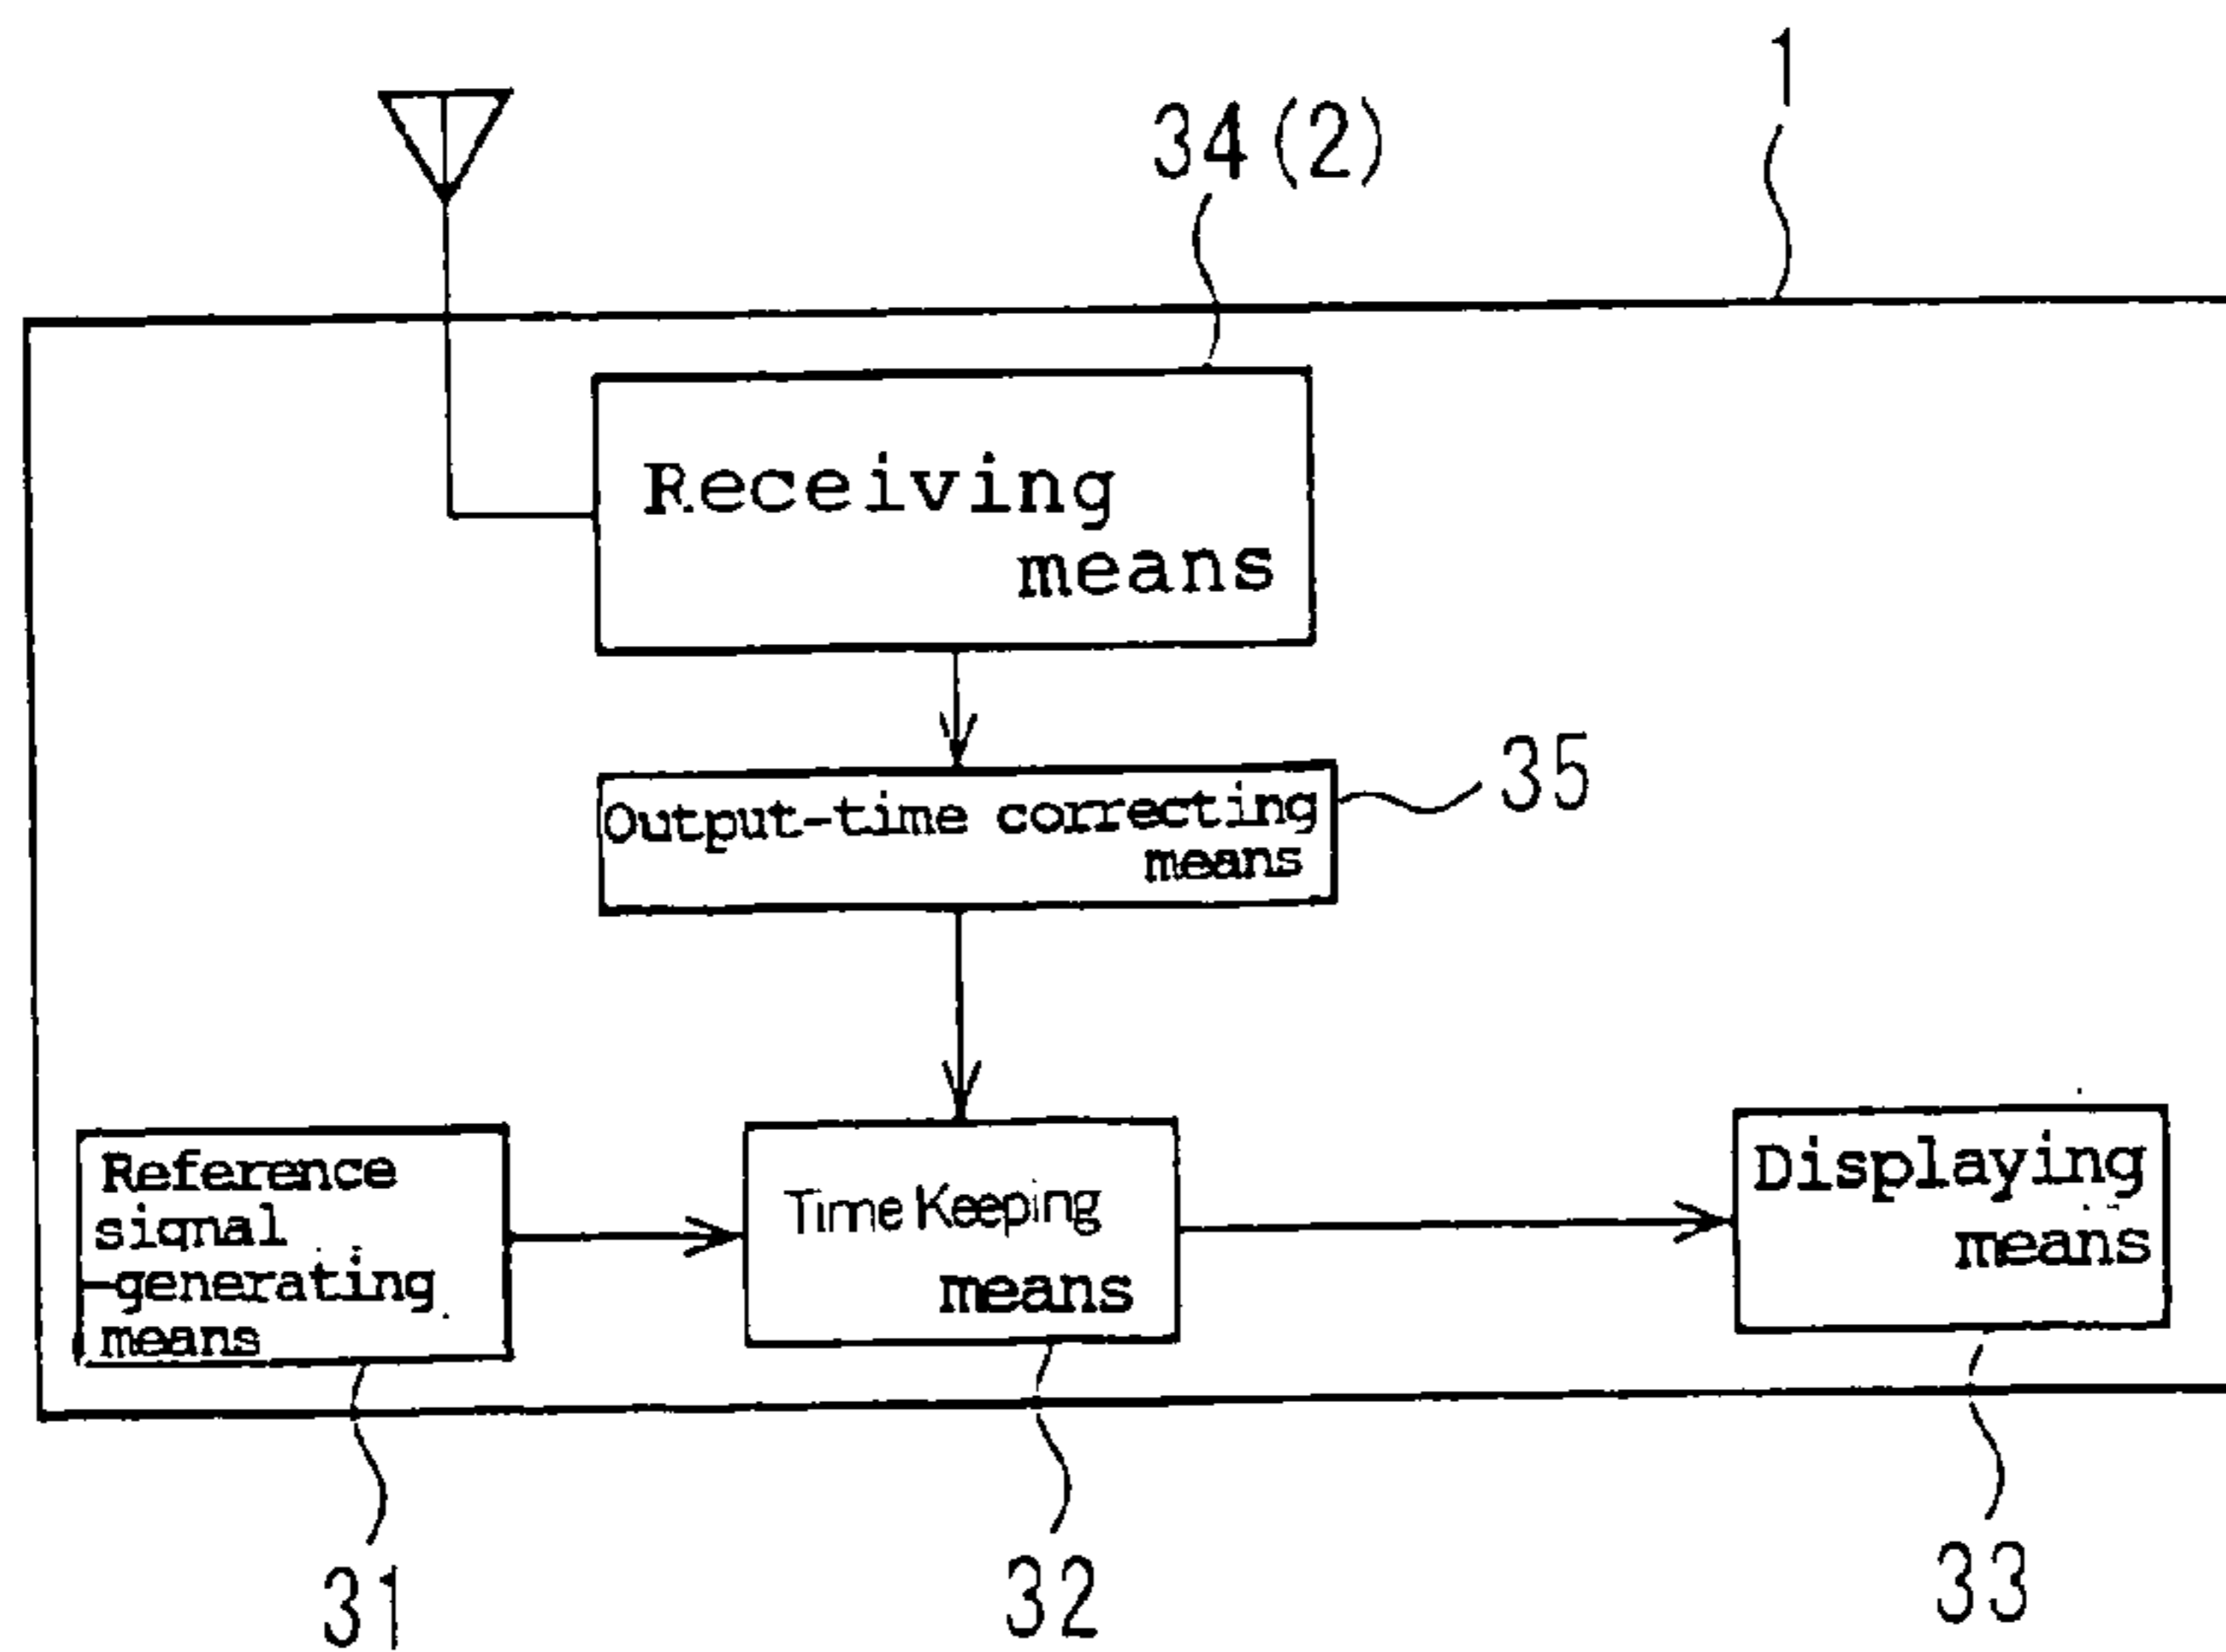 1
34(2)
Receiving
means
Output-time correcting
means
35
Reference
signal
generating
means
Time Keeping
means
Displaying
means
31
32
33